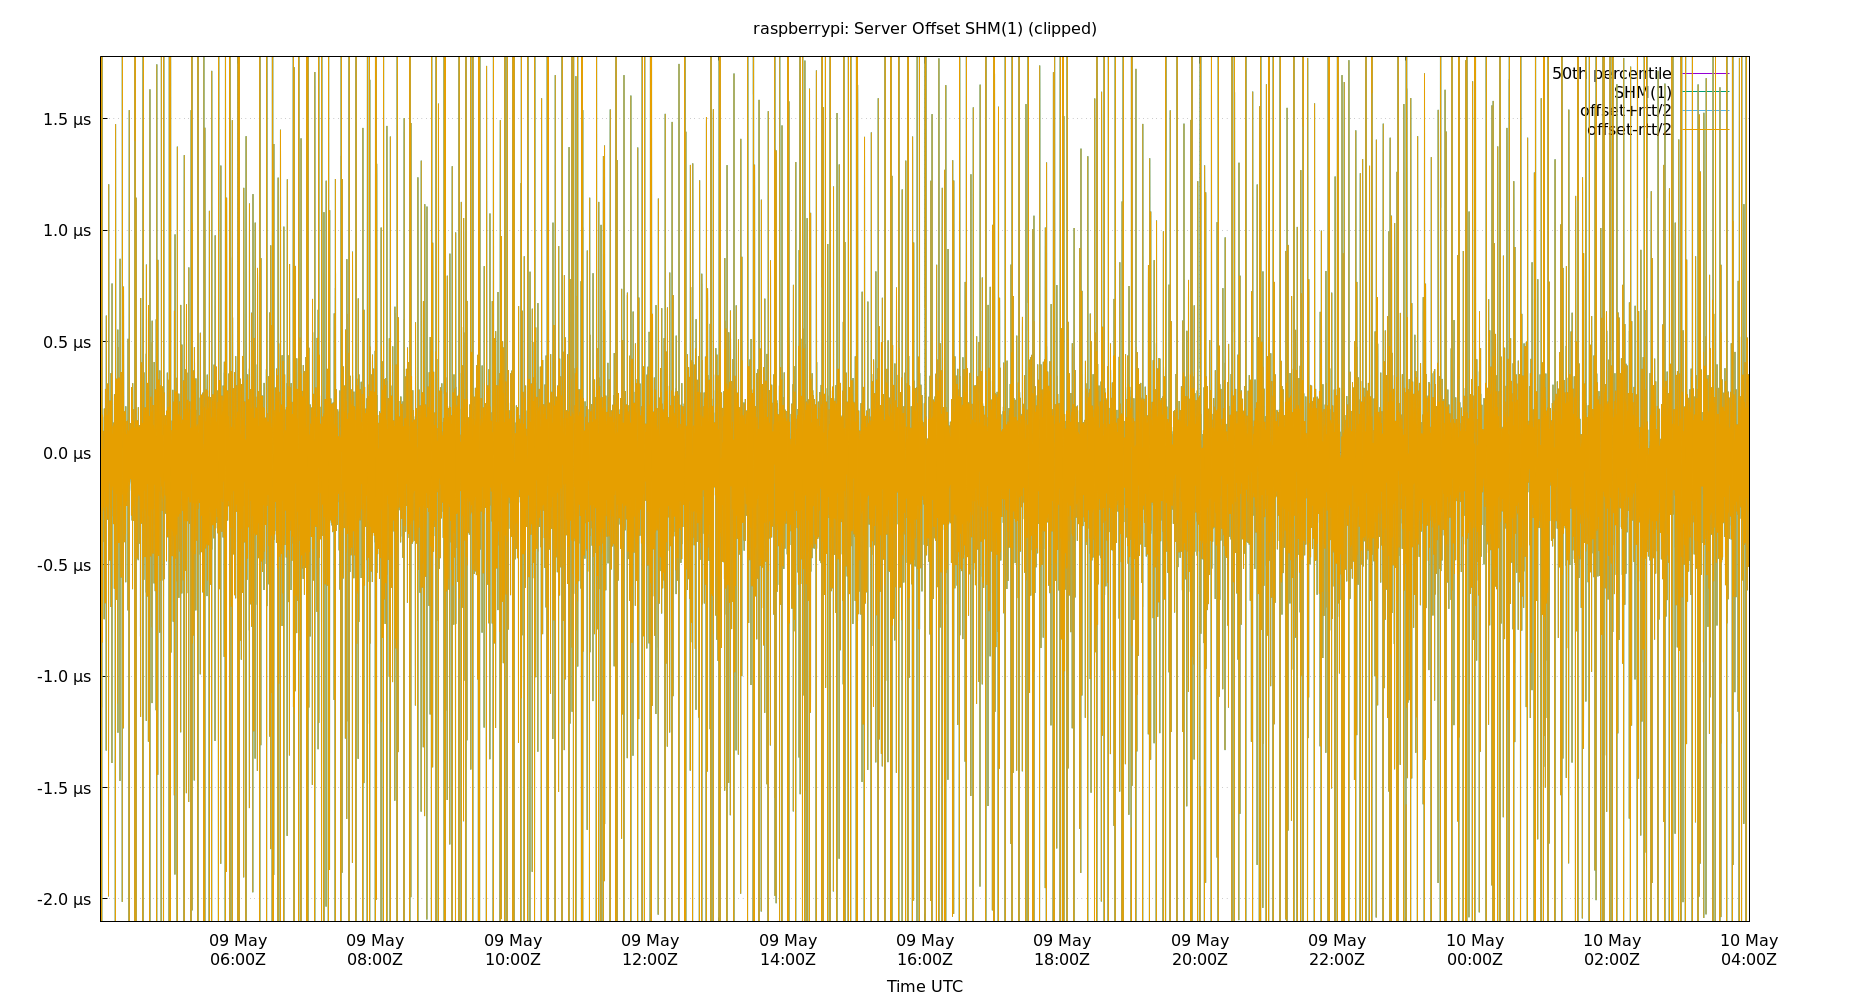 raspberrypi: Server Offset SHM(1) (clipped)
50th percentile
SHM(1)
offset+rtt/2
offset-rtt/2
1.5 µs
1.0 µs
0.5 µs
0.0 µs
-0.5 µs
-1.0 µs
-1.5 µs
-2.0 µs
09 May 09 May 09 May 09 May 09 May 09 May 09 May 09 May 09 May 10 May 10 May 10 May
06:00Z 08:00Z 10:00Z 12:00Z 14:00Z 16:00Z 18:00Z 20:00Z 22:00Z 00:00Z 02:00Z 04:00Z
Time UTC